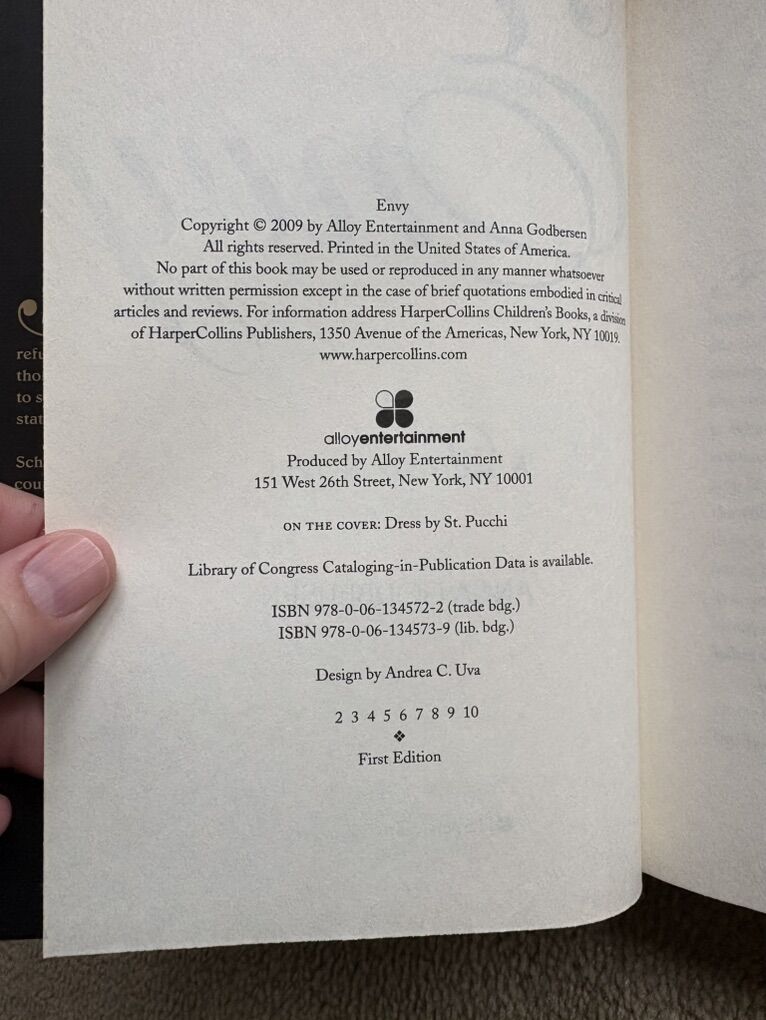 Envy
Copyright © 2009 by Alloy Entertainment and Anna Godbersen
All rights reserved. Printed in the United States of America.
No part of this book may be used or reproduced in any manner whatsoever
without written permission except in the case of brief quotations embodied in critical
articles and reviews. For information address HarperCollins Children's Books, a division
of HarperCollins Publishers, 1350 Avenue of the Americas, New York, NY 10019.
www.harpercollins.com
alloyentertainment
Produced by Alloy Entertainment
151 West 26th Street, New York, NY 10001
ON THE COVER: Dress by St. Pucchi
Library of Congress Cataloging-in-Publication Data is available.
ISBN 978-0-06-134572-2 (trade bdg.)
ISBN 978-0-06-134573-9 (lib. bdg.)
Design by Andrea C. Uva
2 3 4 5 6 7 8 9 10
❖
First Edition
to s